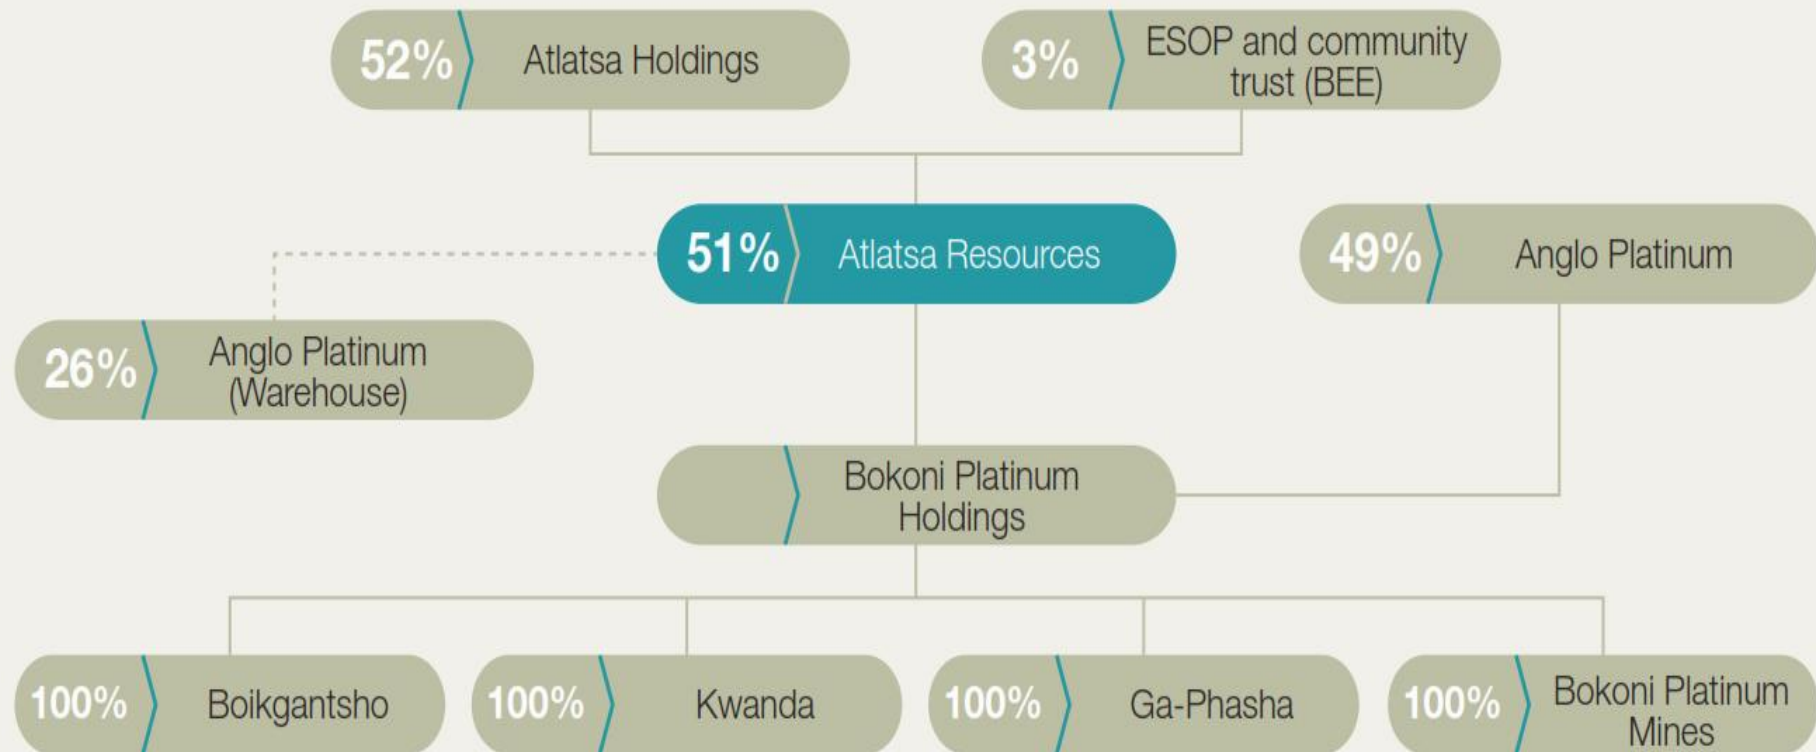 52% Atlatsa Holdings
3% ESOP and community
trust (BEE)
51% Atlatsa Resources
49% Anglo Platinum
26% Anglo Platinum
(Warehouse)
Bokoni Platinum
Holdings
100% Boikgantsho
100% Kwanda
100% Ga-Phasha
100% Bokoni Platinum
Mines